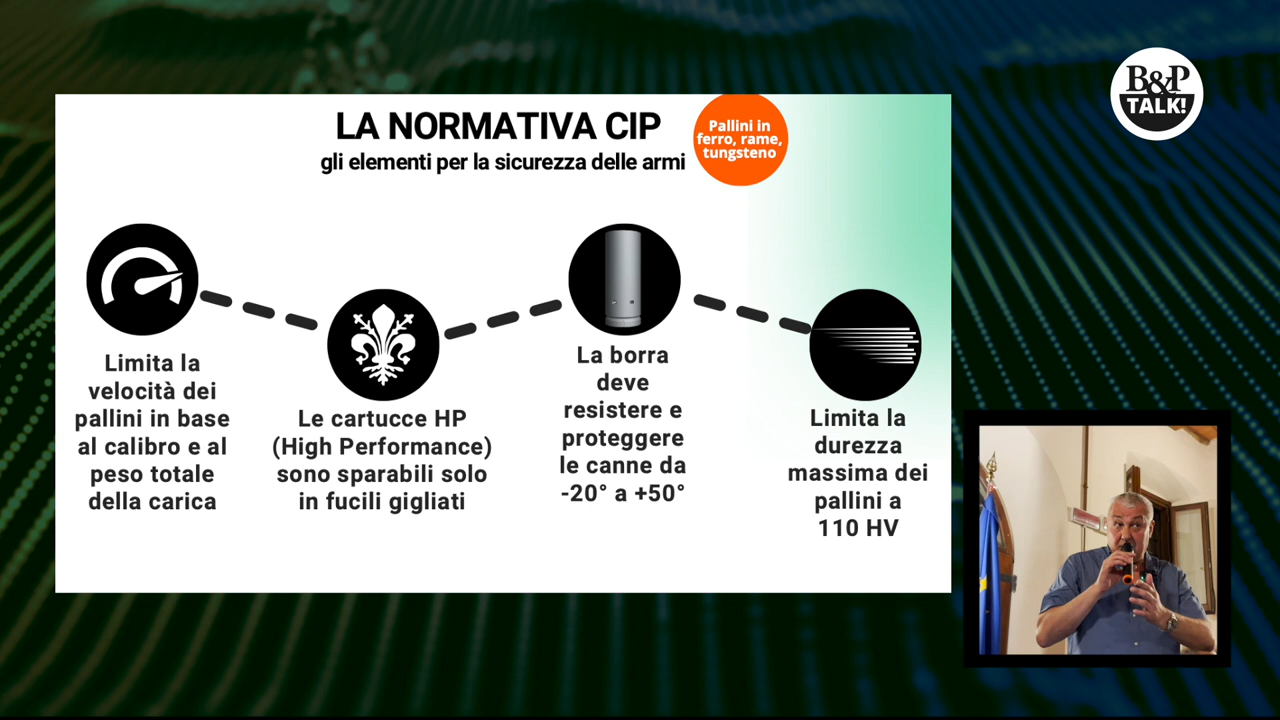 B&P
TALK!
LA NORMATIVA CIP
gli elementi per la sicurezza delle armi
Pallini in
ferro, rame,
tungsteno
Limita la
velocità dei
pallini in base
al calibro e al
peso totale
della carica
Le cartucce HP
(High Performance)
sono sparabili solo
in fucili gigliati
La borra
deve
resistere e
proteggere
le canne da
-20° a +50°
Limita la
durezza
massima dei
pallini a
110 HV